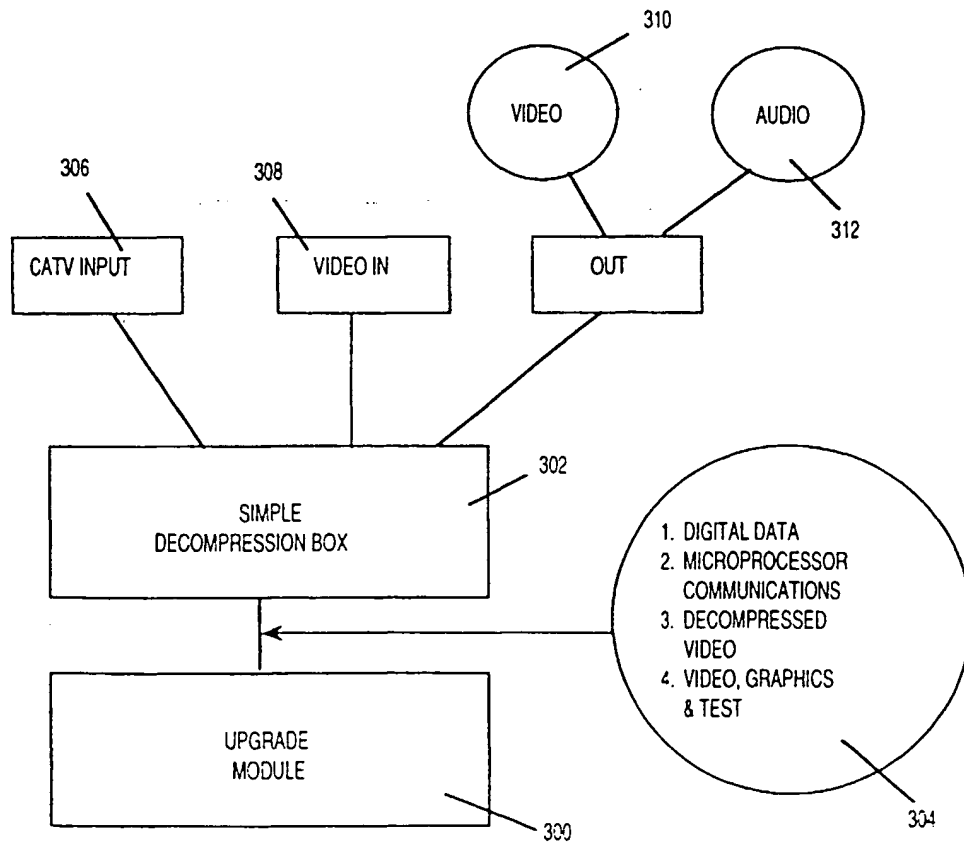 310
VIDEO
AUDIO
306
308
312
CATV INPUT
VIDEO IN
OUT
302
SIMPLE
DECOMPRESSION BOX
1. DIGITAL DATA
2. MICROPROCESSOR
COMMUNICATIONS
3. DECOMPRESSED
VIDEO
4. VIDEO, GRAPHICS
& TEST
UPGRADE
MODULE
300
304